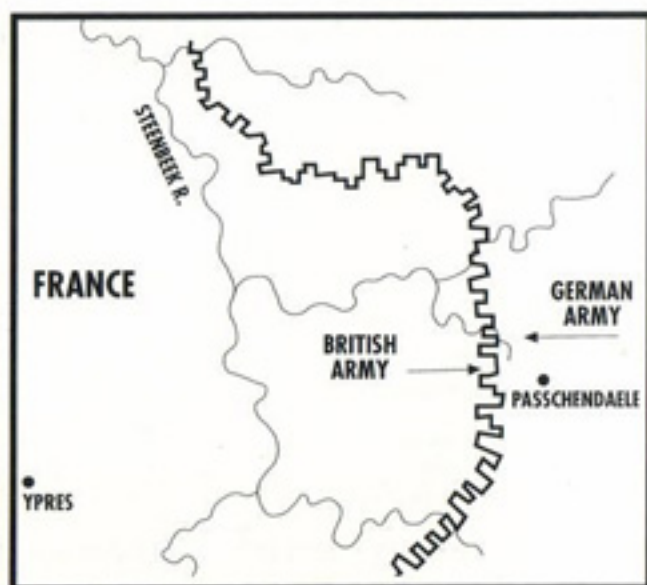 STEENBEEK R.
FRANCE
GERMAN
ARMY
BRITISH
ARMY
PASSCHENDAELE
YPRES